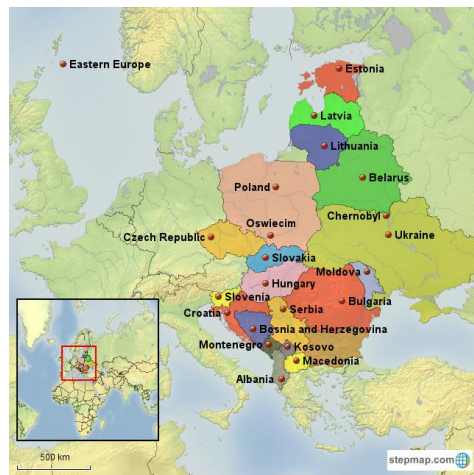 Eastern Europe
Estonia
Latvia
Lithuania
Belarus
Poland
Chernobyl
Oswiecim
Czech Republic
Ukraine
Slovakia
Moldova
Hungary
Slovenia
Bulgaria
Croatia
Serbia
Bosnia and Herzegovina
Montenegro
Kosovo
Macedonia
Albania
500 km
stepmap.com